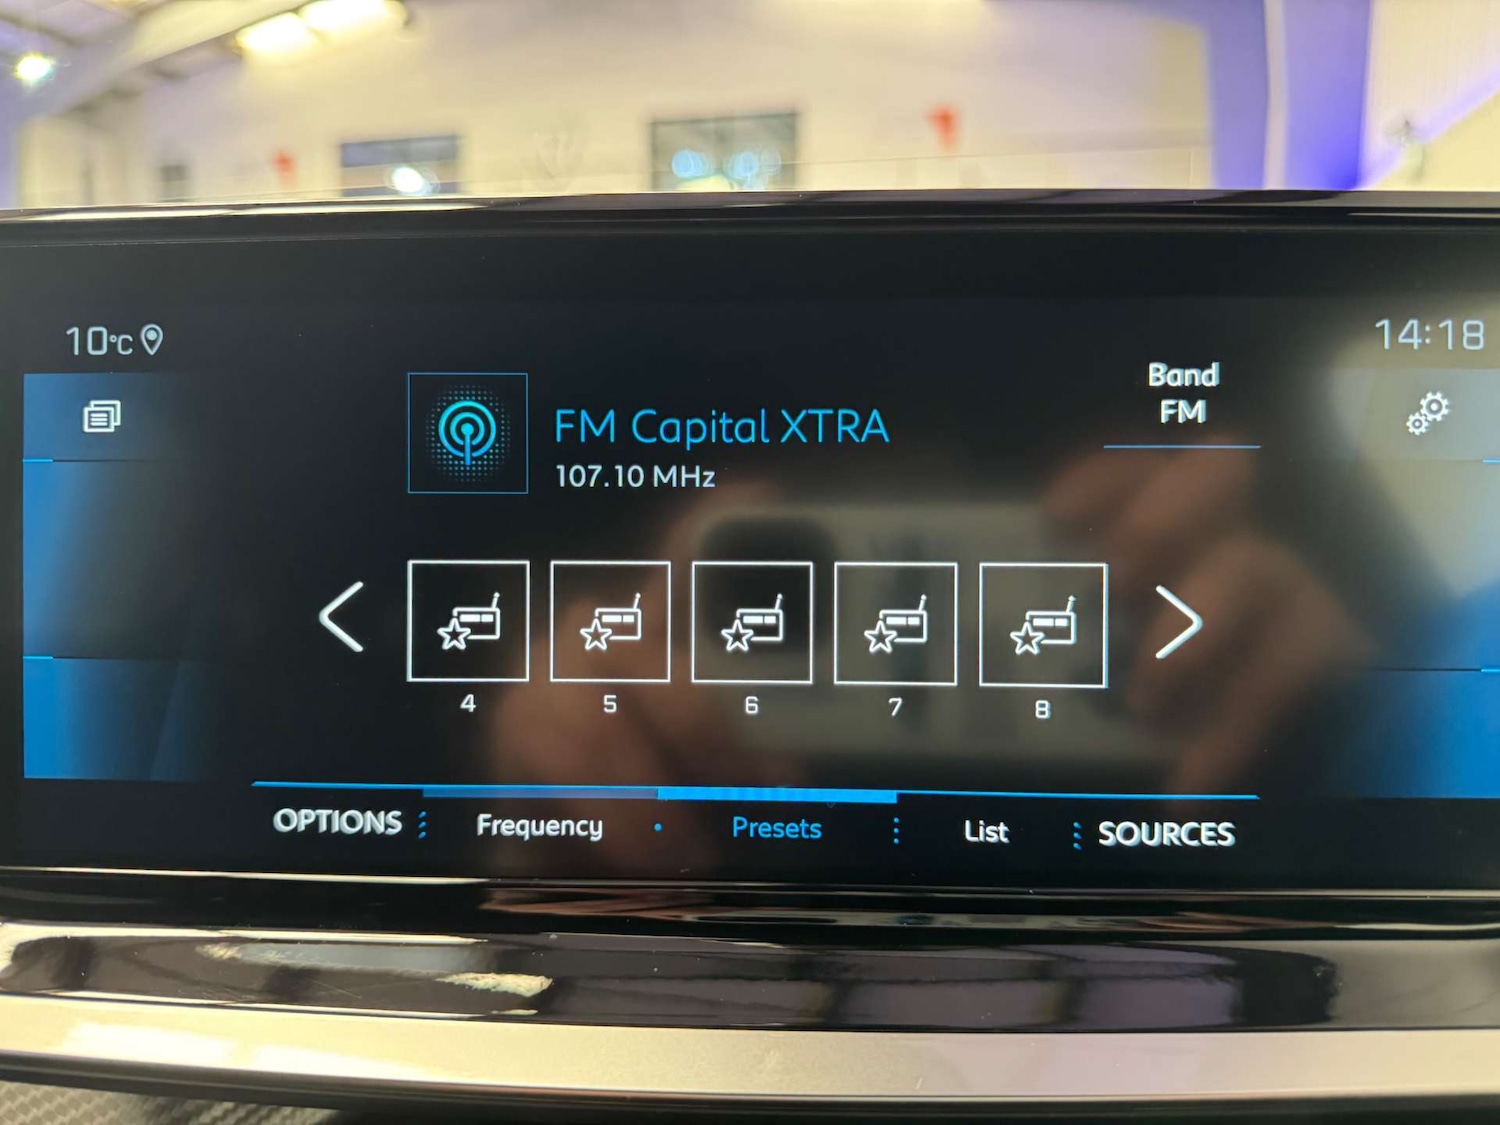 10°C
14:18
Band
FM
FM Capital XTRA
107.10 MHz
4 5 6 7 8
OPTIONS Frequency Presets List SOURCES